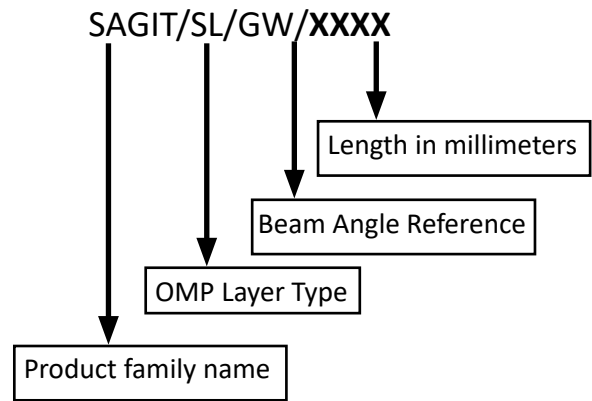 SAGIT/SL/GW/XXXX
Length in millimeters
Beam Angle Reference
OMP Layer Type
Product family name